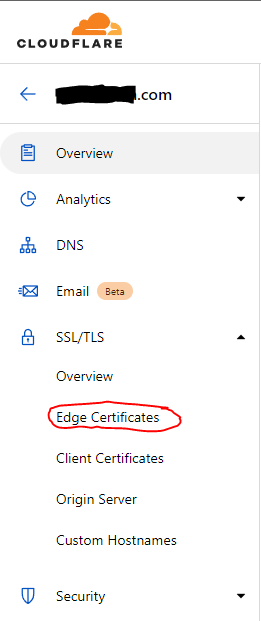 CLOUDFLARE
.com
Overview
Analytics
DNS
Email Beta
SSL/TLS
Overview
Edge Certificates
Client Certificates
Origin Server
Custom Hostnames
Security